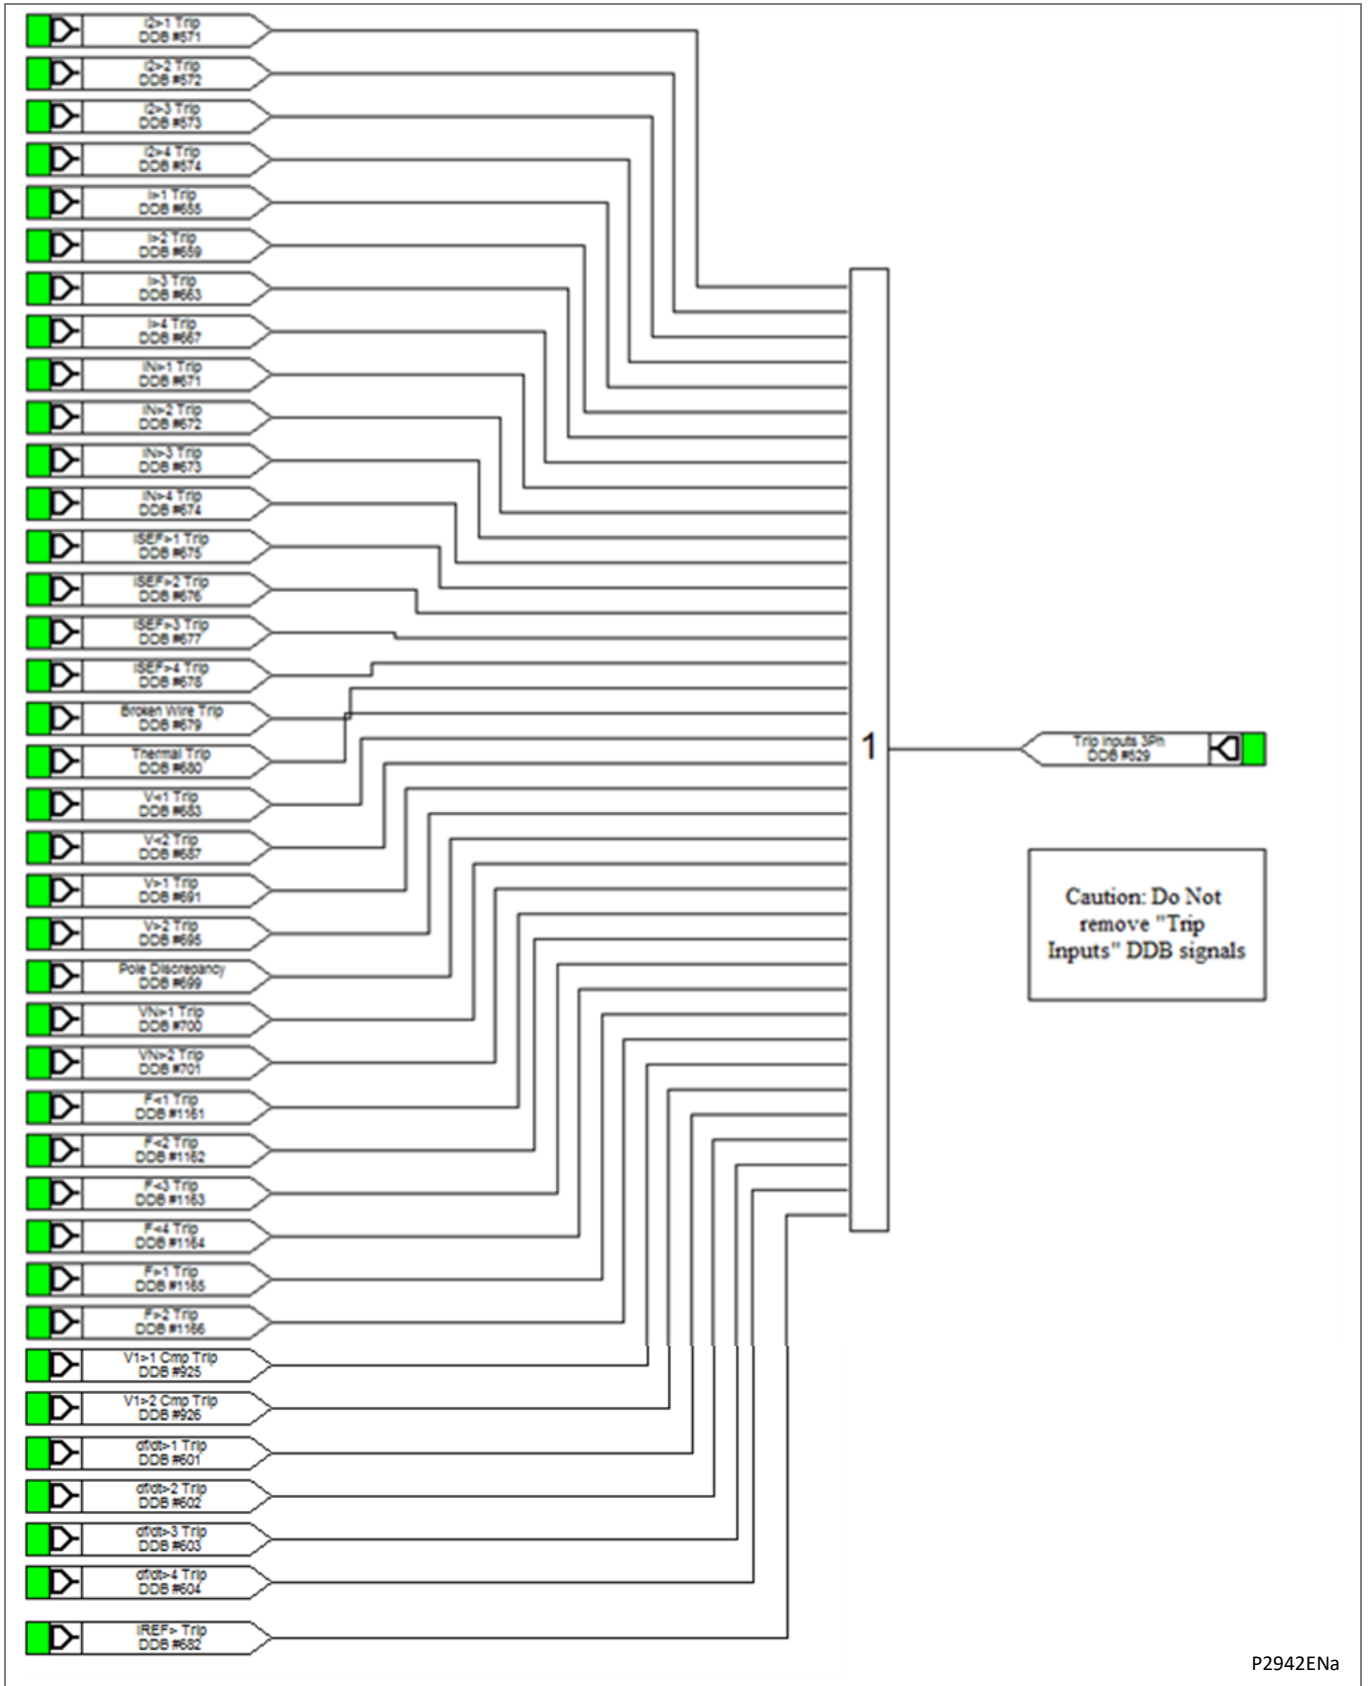 I2>1 Trip
DDB #571
I2>2 Trip
DDB #572
I2>3 Trip
DDB #573
I2>4 Trip
DDB #574
I>1 Trip
DDB #655
I>2 Trip
DDB #659
I>3 Trip
DDB #663
I>4 Trip
DDB #667
IN>1 Trip
DDB #671
IN>2 Trip
DDB #672
IN>3 Trip
DDB #673
IN>4 Trip
DDB #674
ISEF>1 Trip
DDB #675
ISEF>2 Trip
DDB #676
ISEF>3 Trip
DDB #677
ISEF>4 Trip
DDB #678
Broken Wire Trip
DDB #679
Thermal Trip
DDB #680
V<1 Trip
DDB #683
V<2 Trip
DDB #687
V>1 Trip
DDB #691
V>2 Trip
DDB #695
Pole Discrepancy
DDB #699
VN>1 Trip
DDB #700
VN>2 Trip
DDB #701
F<1 Trip
DDB #1161
F<2 Trip
DDB #1162
F<3 Trip
DDB #1163
F<4 Trip
DDB #1164
F>1 Trip
DDB #1165
F>2 Trip
DDB #1166
V1>1 Cmp Trip
DDB #925
V1>2 Cmp Trip
DDB #926
df/dt>1 Trip
DDB #601
df/dt>2 Trip
DDB #602
df/dt>3 Trip
DDB #603
df/dt>4 Trip
DDB #604
IREF> Trip
DDB #682
1
Trip Inputs 3Ph
DDB #529
Caution: Do Not
remove "Trip
Inputs" DDB signals
P2942ENa